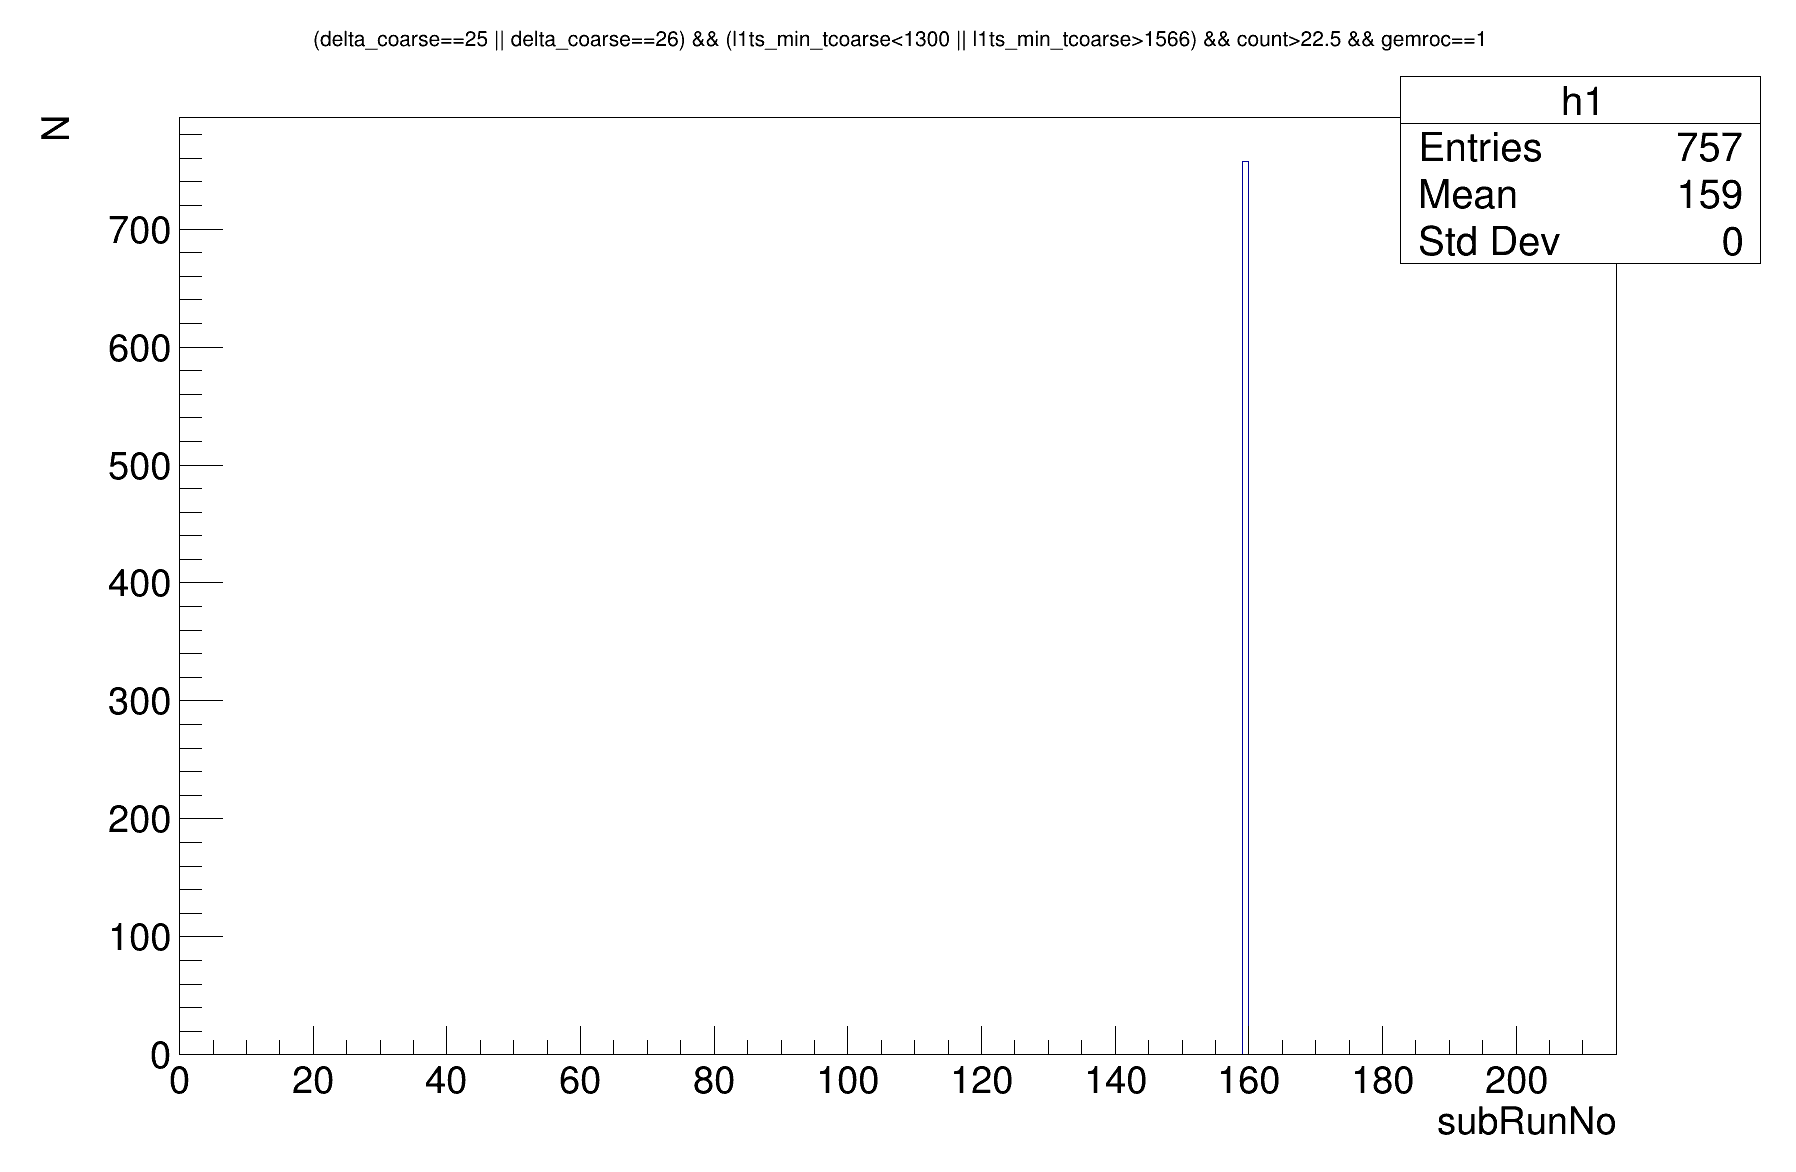 (delta_coarse==25 || delta_coarse==26) && (l1ts_min_tcoarse<1300 || l1ts_min_tcoarse>1566) && count>22.5 && gemroc==1
h1
Entries 757
Mean 159
Std Dev 0
N
700
600
500
400
300
200
100
0
0 20 40 60 80 100 120 140 160 180 200
subRunNo